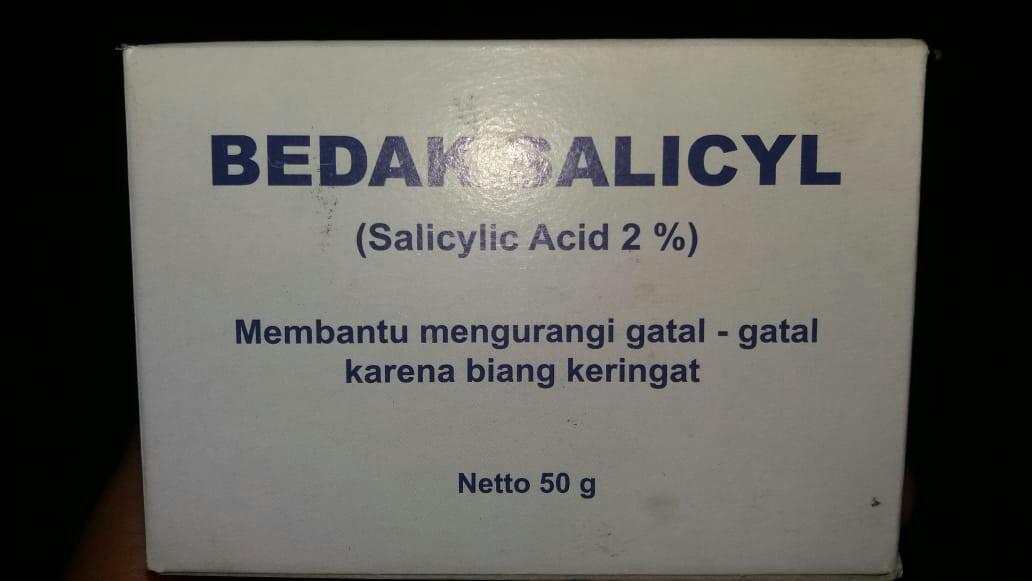 BEDAK SALICYL
(Salicylic Acid 2 %)
Membantu mengurangi gatal - gatal
karena biang keringat
Netto 50 g